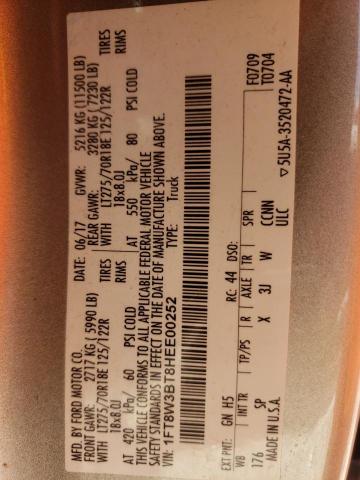 MFD. BY FORD MOTOR CO.
DATE: 06/17 GVWR: 5216 KG (11500 LB)
FRONT GAWR: 2717 KG ( 5990 LB) REAR GAWR: 3280 KG ( 7230 LB)
WITH WITH
LT275/70R18E 125/122R TIRES LT275/70R18E 125/122R TIRES
18x8.0J RIMS 18x8.0J RIMS
AT 420 kPa/ 60 PSI COLD AT 550 kPa/ 80 PSI COLD
THIS VEHICLE CONFORMS TO ALL APPLICABLE FEDERAL MOTOR VEHICLE
SAFETY STANDARDS IN EFFECT ON THE DATE OF MANUFACTURE SHOWN ABOVE.
VIN: 1FT8W3BT8HEE00252
TYPE: Truck
F0709
T0704
EXT PNT: GN H5 RC: 44 DSO:
WB INT TR TP/PS R AXLE TR SPR
176 SP X 3J W CCNN
ULC
MADE IN U.S.A. ▽5U5A-3520472-AA